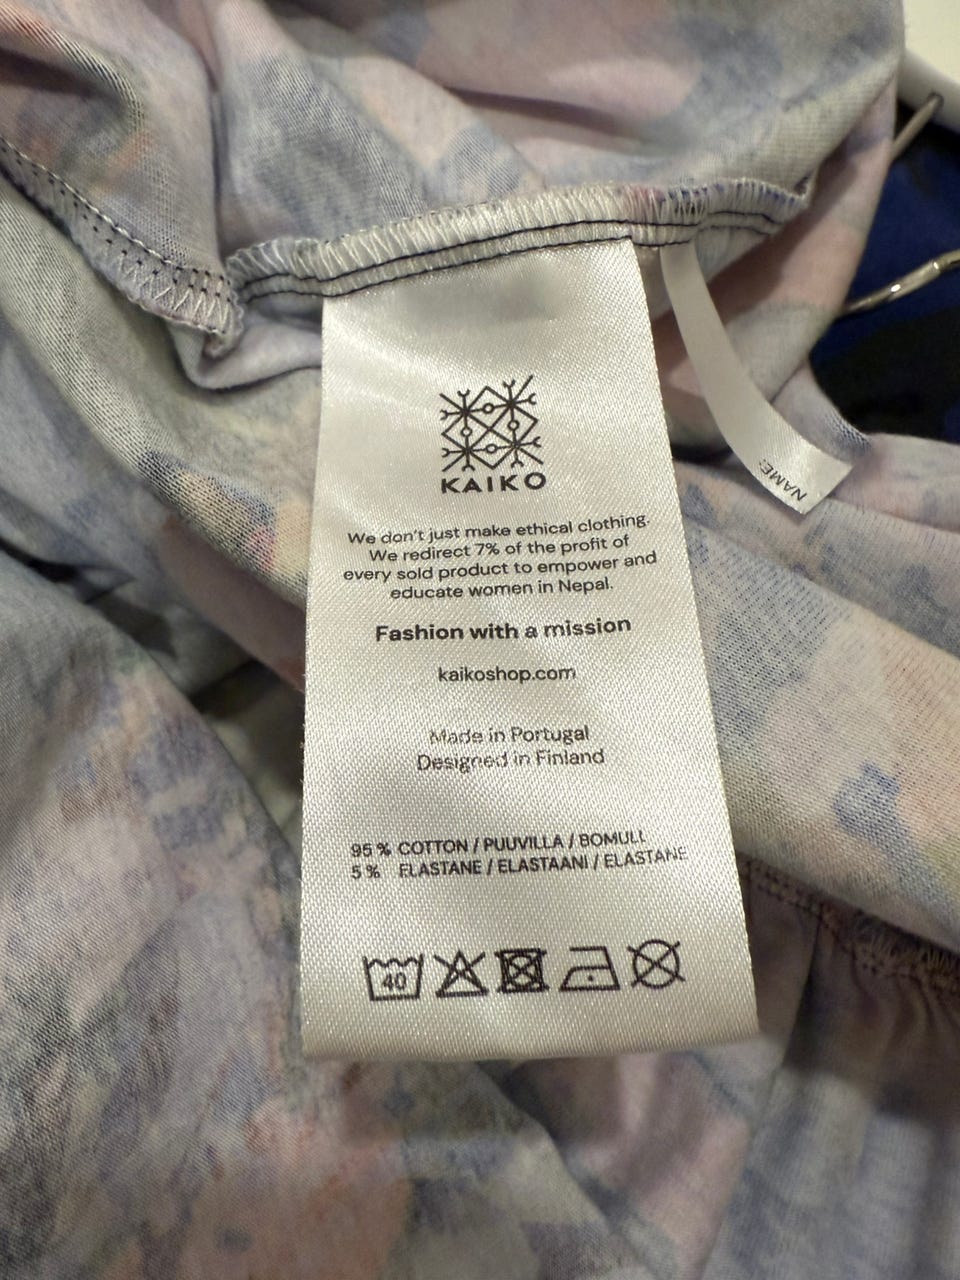 KAIKO
We don't just make ethical clothing.
We redirect 7% of the profit of
every sold product to empower and
educate women in Nepal.
Fashion with a mission
kaikoshop.com
Made in Portugal
Designed in Finland
95 % COTTON / PUUVILLA / BOMULL
5 % ELASTANE / ELASTAANI / ELASTANE
40
NAME: